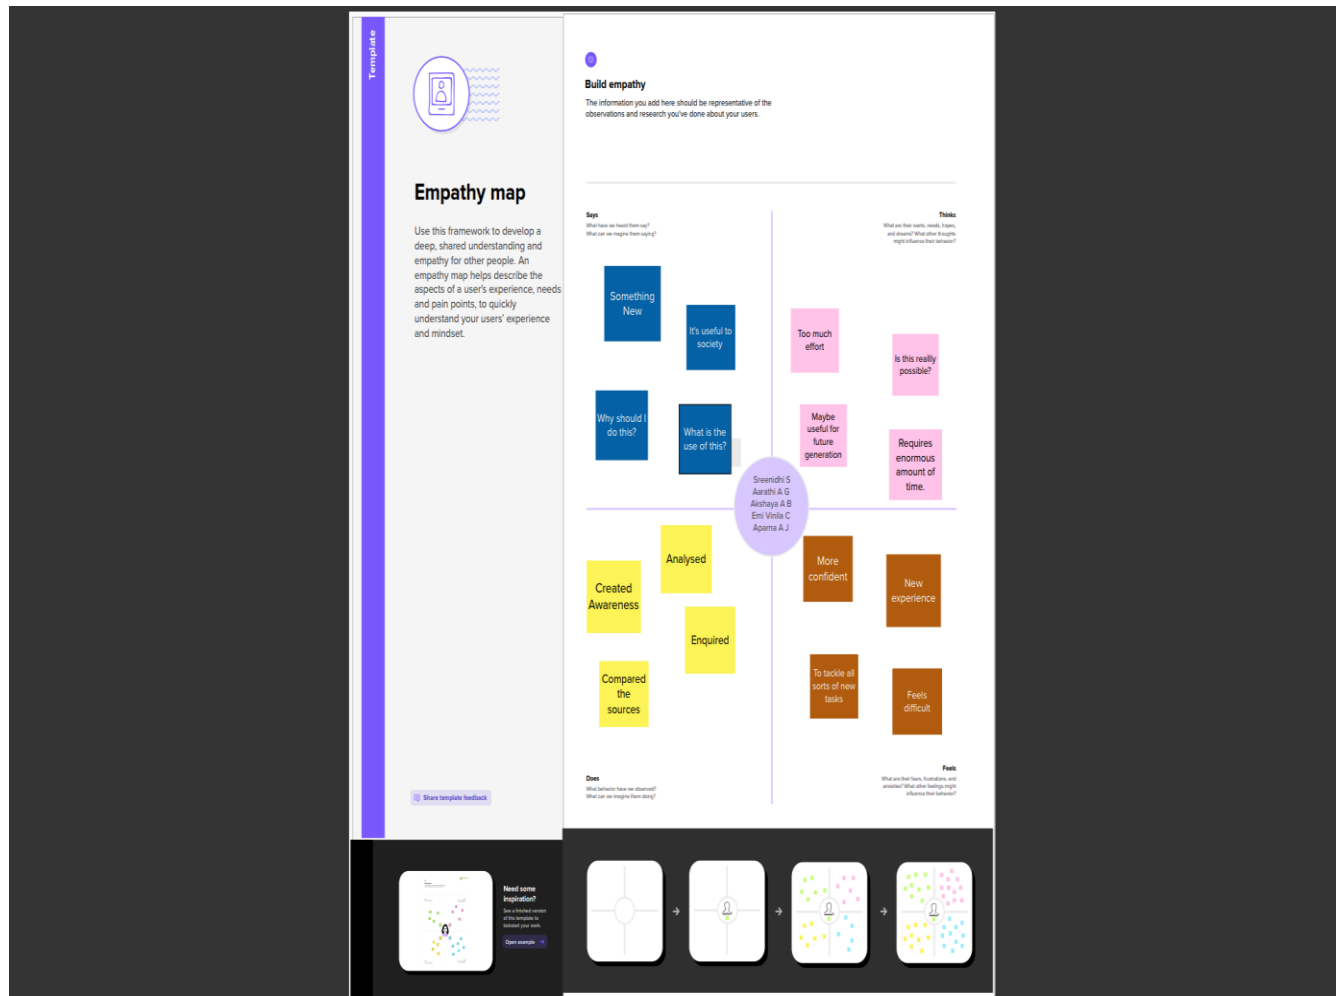 Template
Empathy map
Use this framework to develop a
deep, shared understanding and
empathy for other people. An
empathy map helps describe the
aspects of a user's experience, needs
and pain points, to quickly
understand your users' experience
and mindset.
Share template feedback
Build empathy
The information you add here should be representative of the
observations and research you've done about your users.
Says
What have we heard them say?
What can we imagine them saying?
Thinks
What are their wants, needs, hopes,
and dreams? What other thoughts
might influence their behavior?
Something
New
It's useful to
society
Why should I
do this?
What is the
use of this?
Too much
effort
Is this reallly
possible?
Maybe
useful for
future
generation
Requires
enormous
amount of
time.
Sreenidhi S
Aarathi A G
Akshaya A B
Emi Vinila C
Aparna A J
Analysed
Created
Awareness
Enquired
Compared
the
sources
More
confident
New
experience
To tackle all
sorts of new
tasks
Feels
difficult
Does
What behavior have we observed?
What can we imagine them doing?
Feels
What are their fears, frustrations, and
anxieties? What other feelings might
influence their behavior?
Need some
inspiration?
See a finished version
of this template to
kickstart your work.
Open example